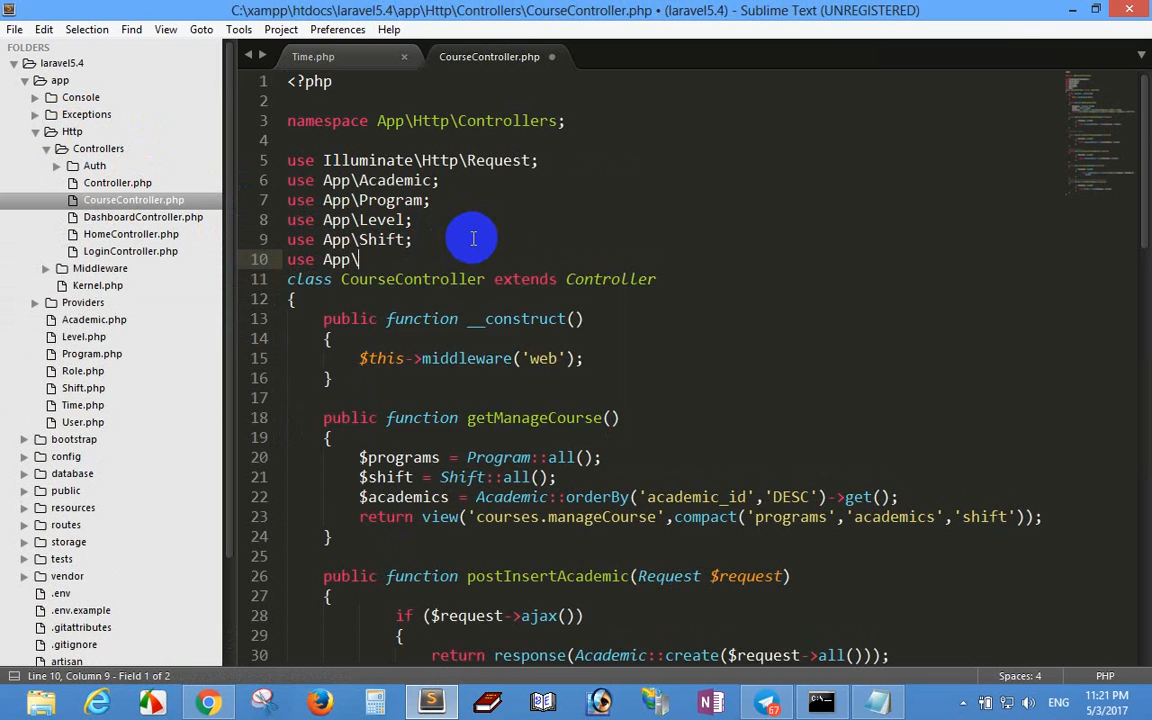 C:\xampp\htdocs\laravel5.4\app\Http\Controllers\CourseController.php • (laravel5.4) - Sublime Text (UNREGISTERED)
File Edit Selection Find View Goto Tools Project Preferences Help
FOLDERS
laravel5.4
app
Console
Exceptions
Http
Controllers
Auth
Controller.php
CourseController.php
DashboardController.php
HomeController.php
LoginController.php
Middleware
Kernel.php
Providers
Academic.php
Level.php
Program.php
Role.php
Shift.php
Time.php
User.php
bootstrap
config
database
public
resources
routes
storage
tests
vendor
.env
.env.example
.gitattributes
.gitignore
artisan
Time.php × CourseController.php
1 <?php
2
3 namespace App\Http\Controllers;
4
5 use Illuminate\Http\Request;
6 use App\Academic;
7 use App\Program;
8 use App\Level;
9 use App\Shift;
10 use App\
11 class CourseController extends Controller
12 {
13 public function __construct()
14 {
15 $this->middleware('web');
16 }
17
18 public function getManageCourse()
19 {
20 $programs = Program::all();
21 $shift = Shift::all();
22 $academics = Academic::orderBy('academic_id','DESC')->get();
23 return view('courses.manageCourse',compact('programs','academics','shift'));
24 }
25
26 public function postInsertAcademic(Request $request)
27 {
28 if ($request->ajax())
29 {
30 return response(Academic::create($request->all()));
Line 10, Column 9 - Field 1 of 2 Spaces: 4 PHP
67
ENG
11:21 PM
5/3/2017